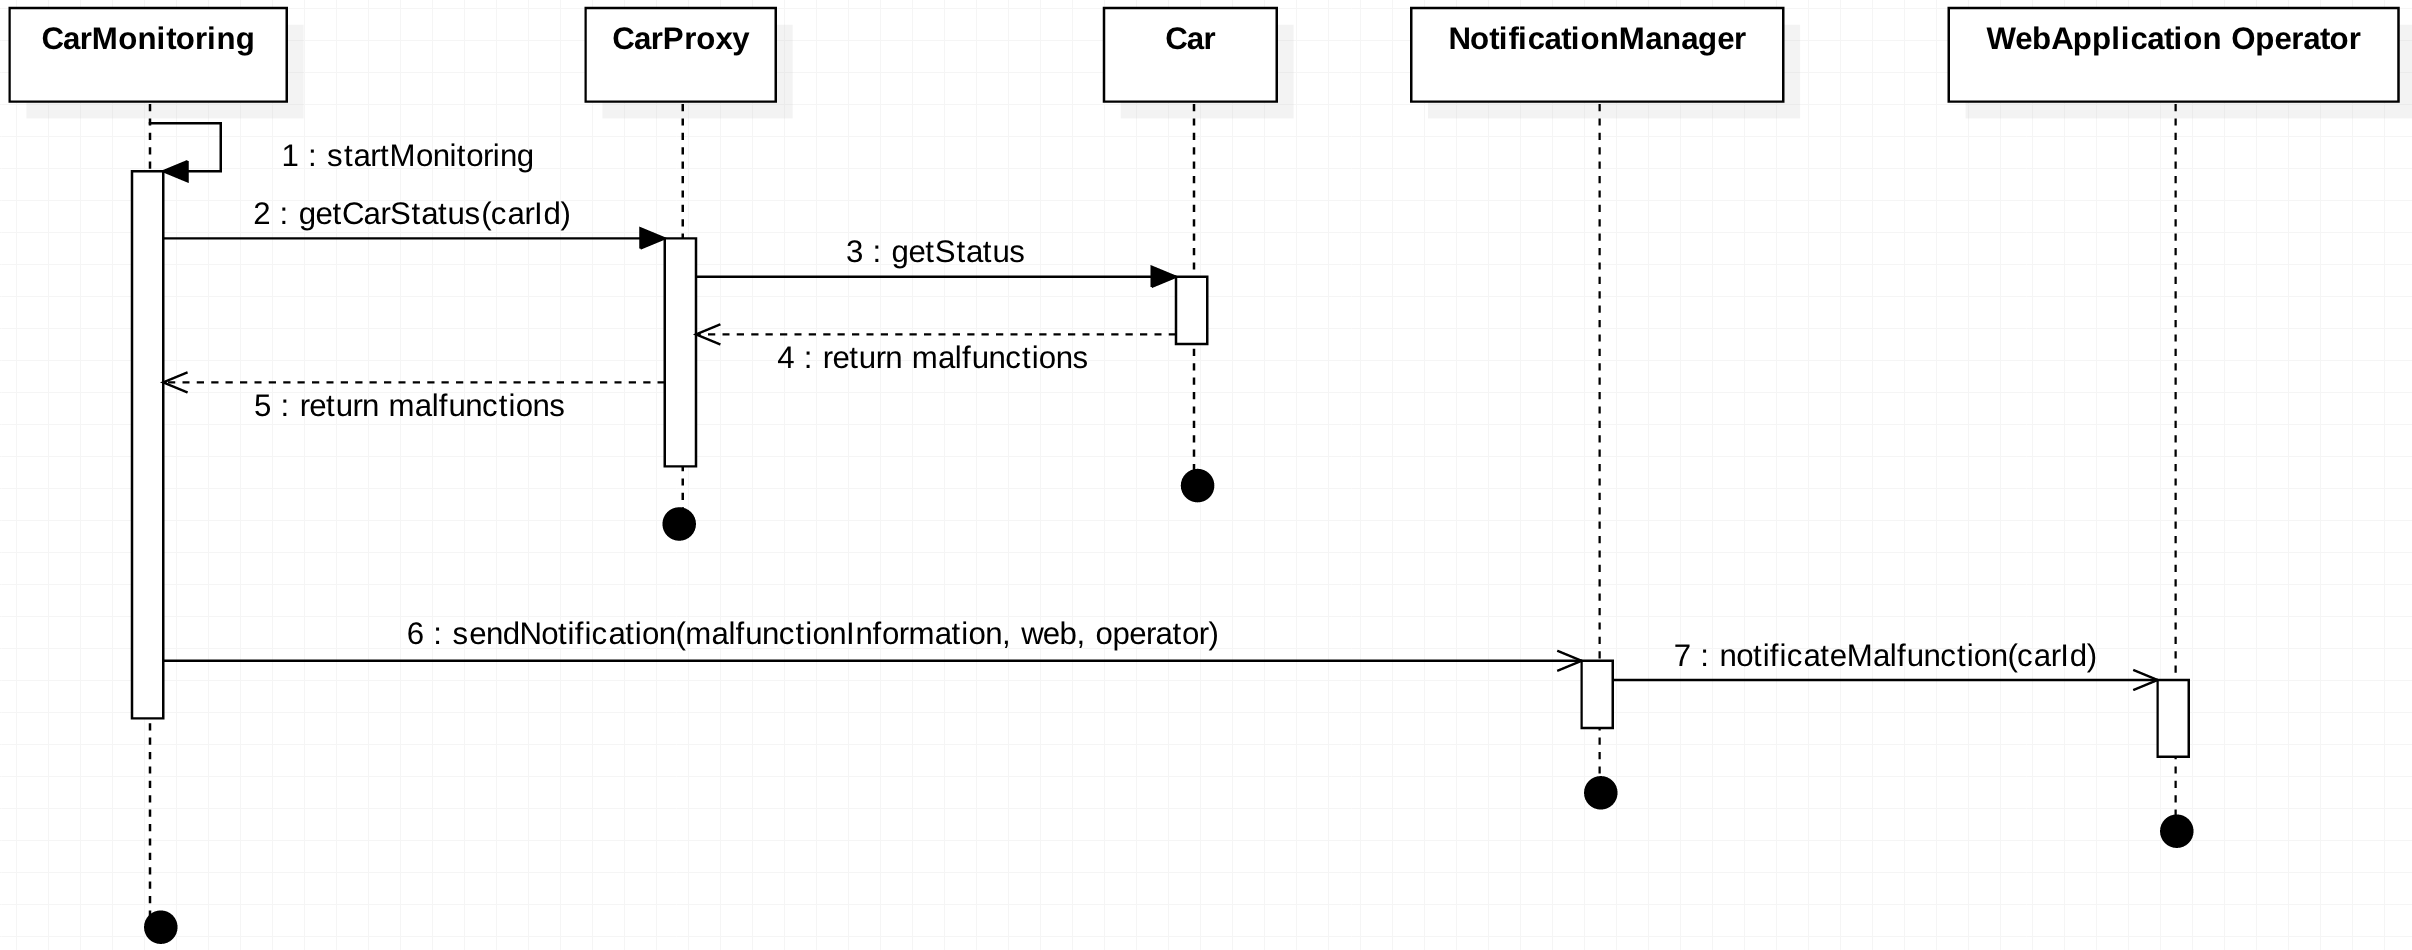 CarMonitoring
CarProxy
Car
NotificationManager
WebApplication Operator
1 : startMonitoring
2 : getCarStatus(carId)
3 : getStatus
4 : return malfunctions
5 : return malfunctions
6 : sendNotification(malfunctionInformation, web, operator)
7 : notificateMalfunction(carId)